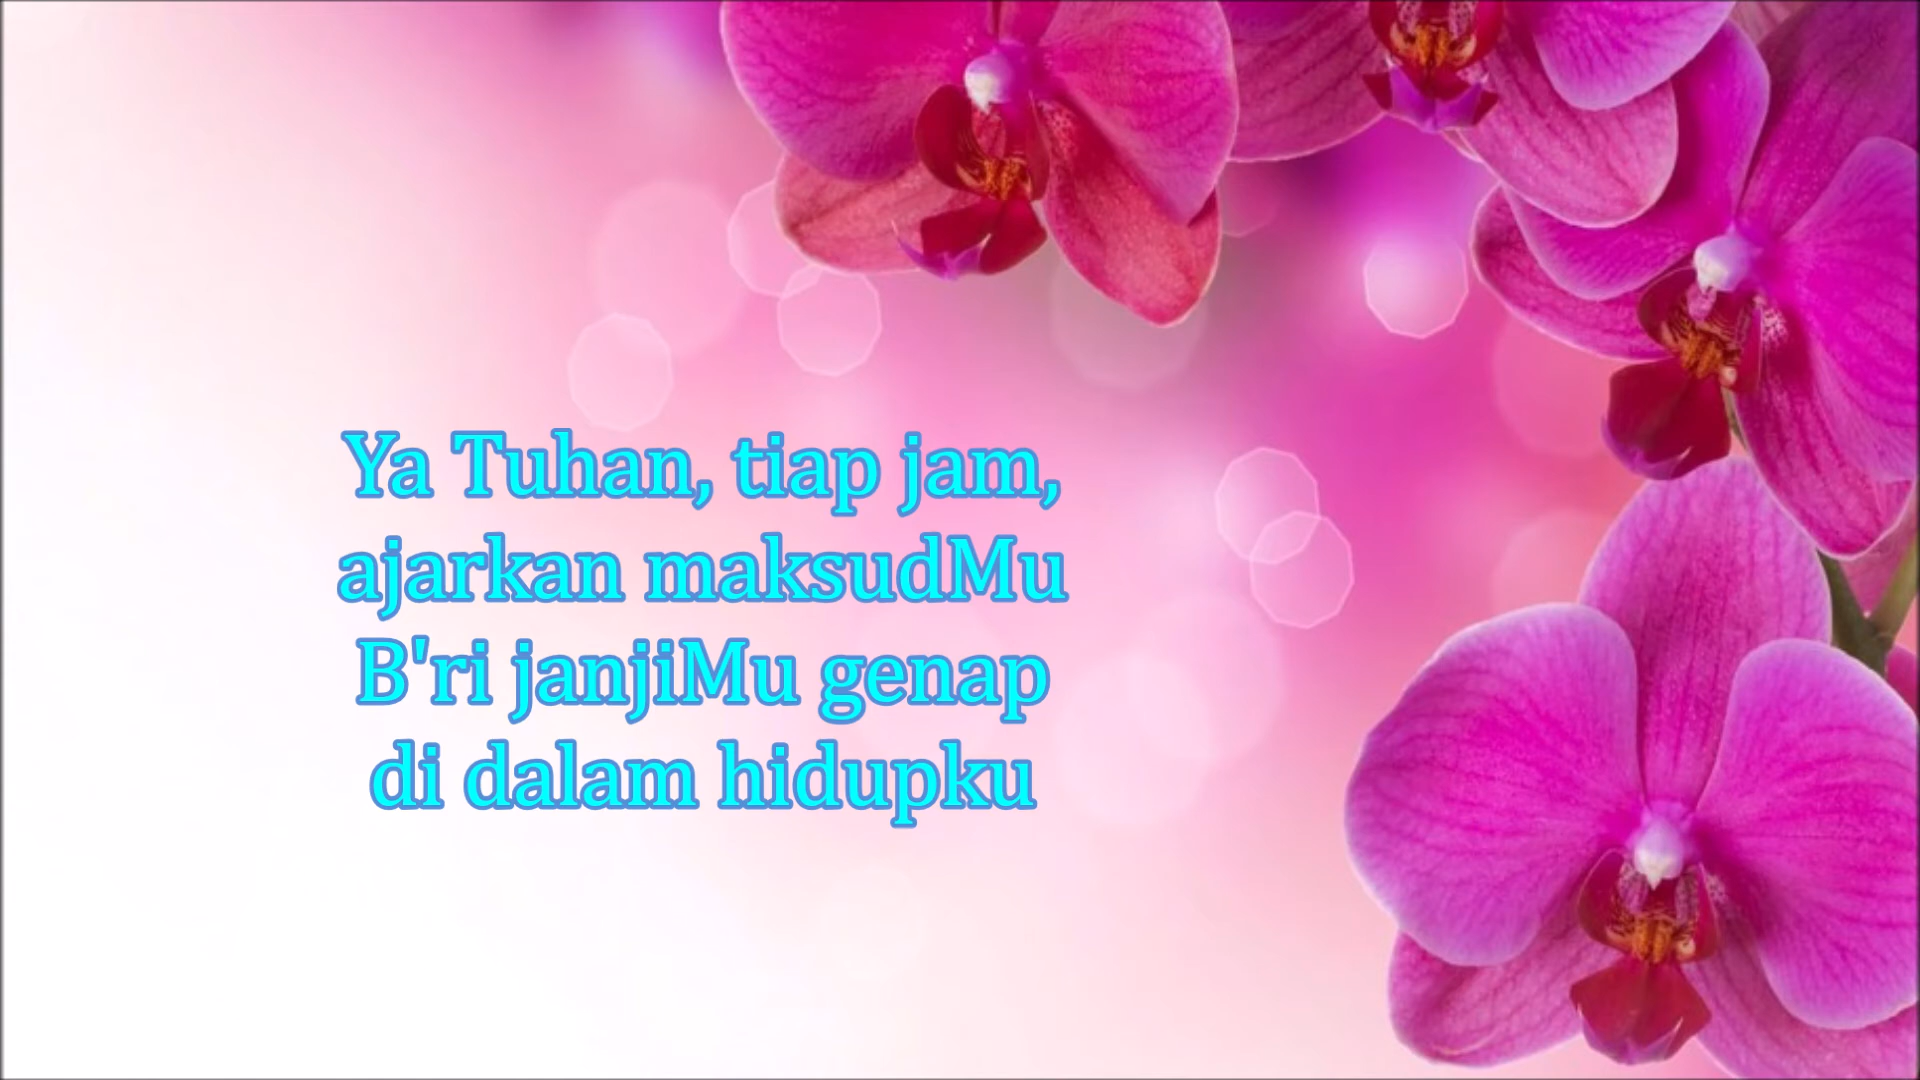 Ya Tuhan, tiap jam,
ajarkan maksudMu
B'ri janjiMu genap
di dalam hidupku